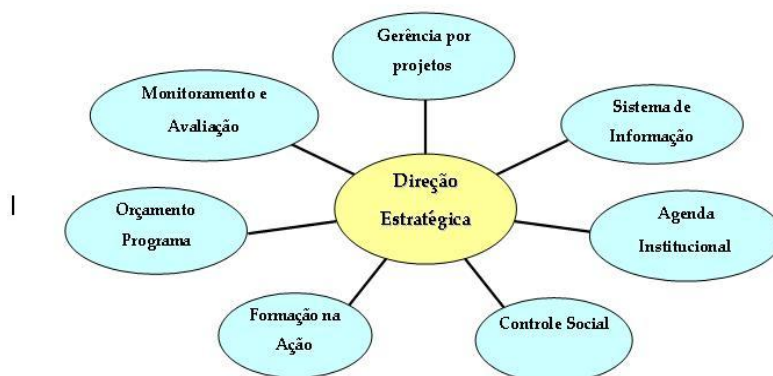 Gerência por
projetos
Monitoramento e
Avaliação
Sistema de
Informação
Direção
Estratégica
Orçamento
Programa
Agenda
Institucional
Formação na
Ação
Controle Social